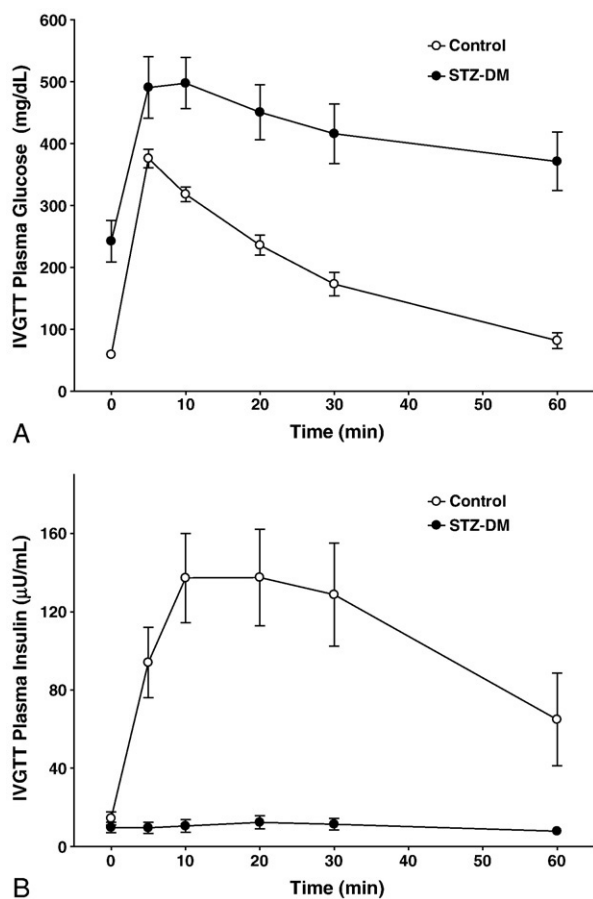 600
500
400
300
200
100
0
IVGTT Plasma Glucose (mg/dL)
Control
STZ-DM
0 10 20 30 40 50 60
Time (min)
A
160
120
80
40
0
IVGTT Plasma Insulin (μU/mL)
Control
STZ-DM
0 10 20 30 40 50 60
Time (min)
B